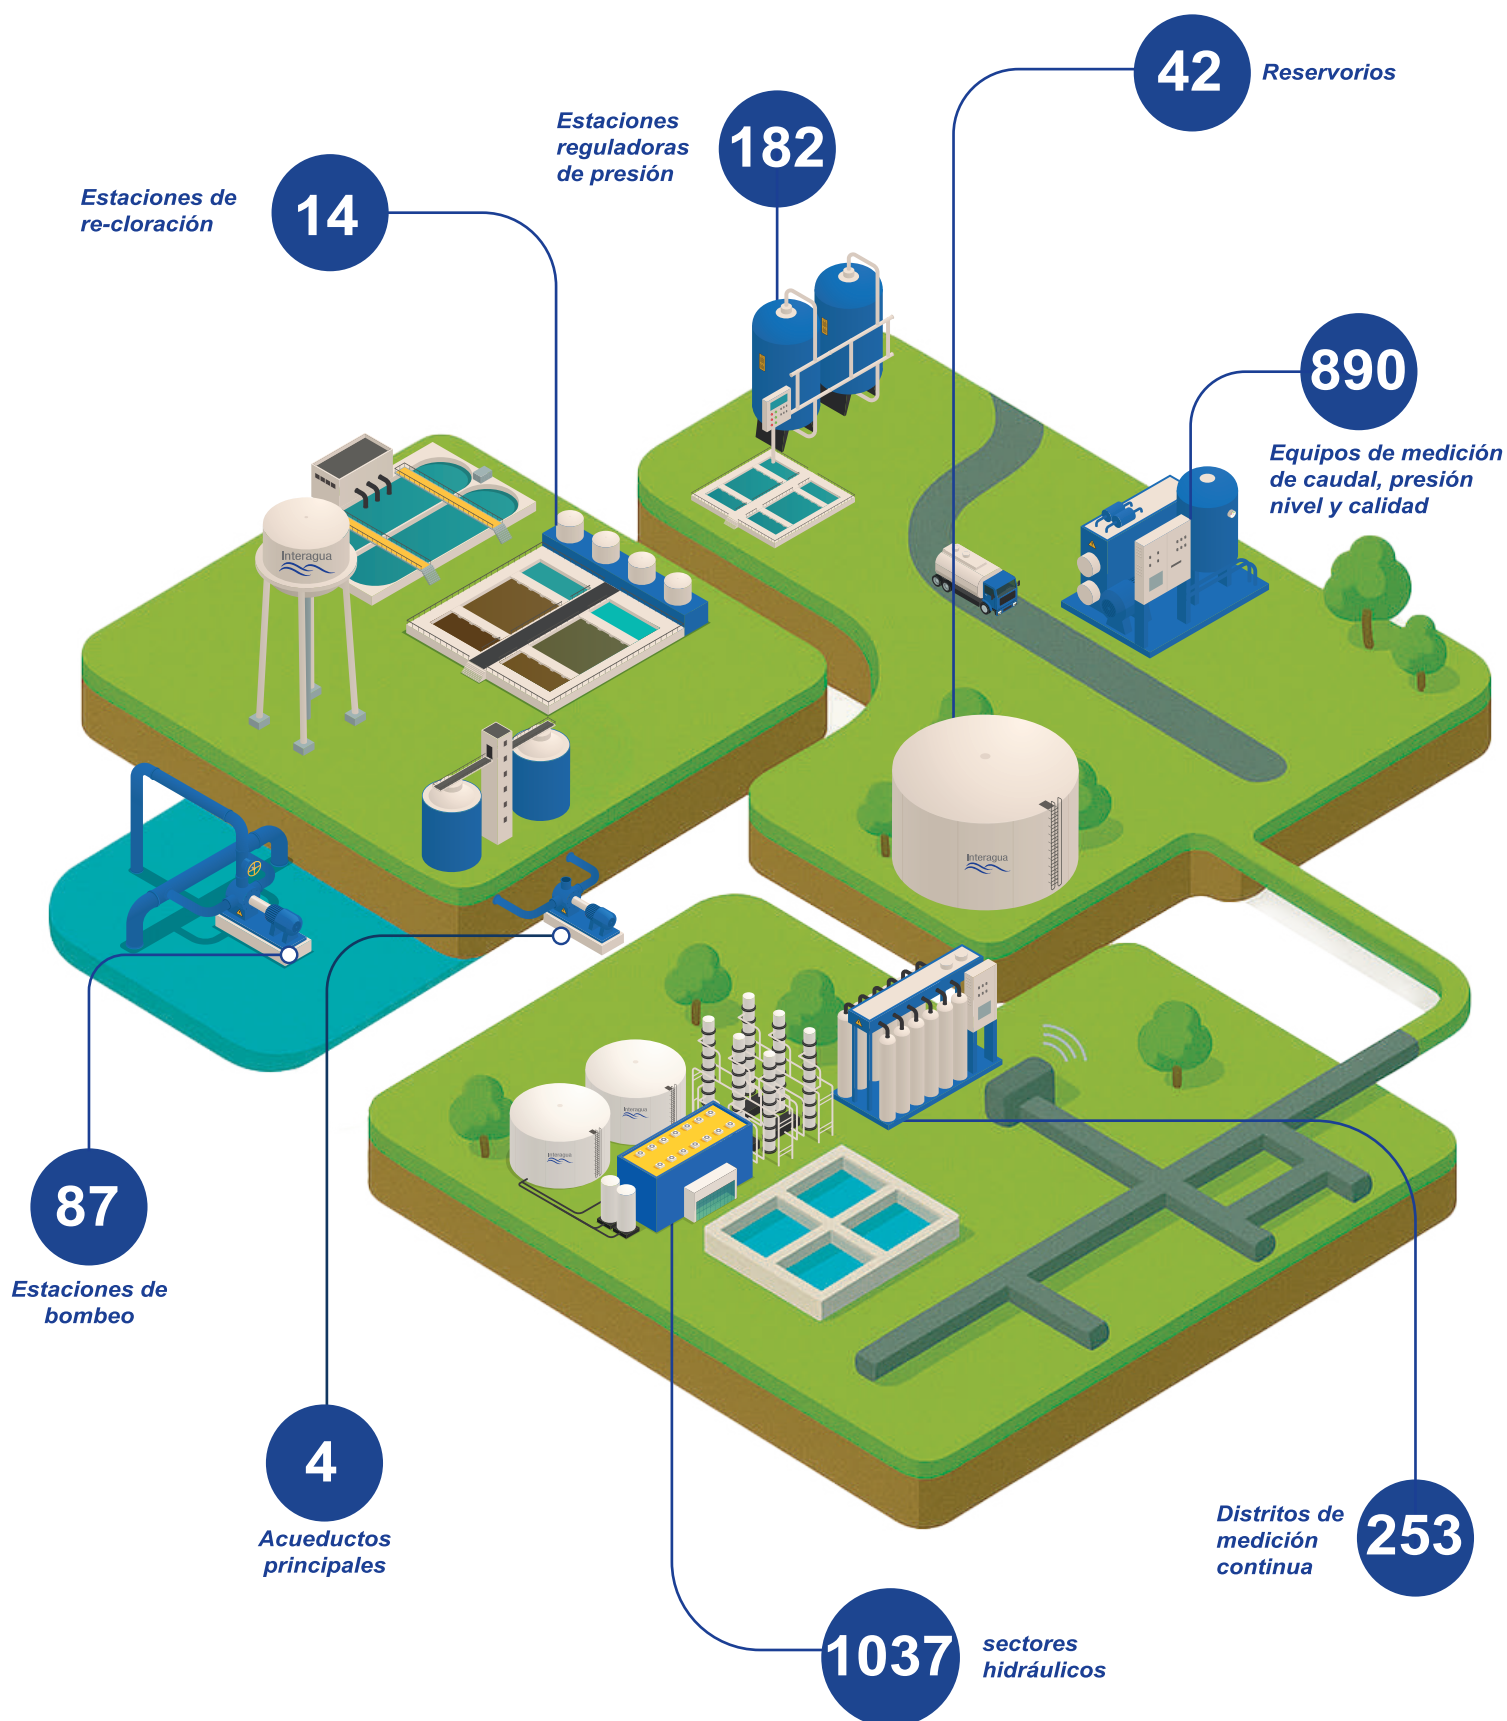 42
Reservorios
Estaciones
reguladoras
de presión
182
Estaciones de
re-cloración
14
890
Equipos de medición
de caudal, presión
nivel y calidad
Interagua
Interagua
Interagua
Interagua
87
Estaciones de
bombeo
4
Acueductos
principales
Distritos de
medición
continua
253
1037
sectores
hidráulicos